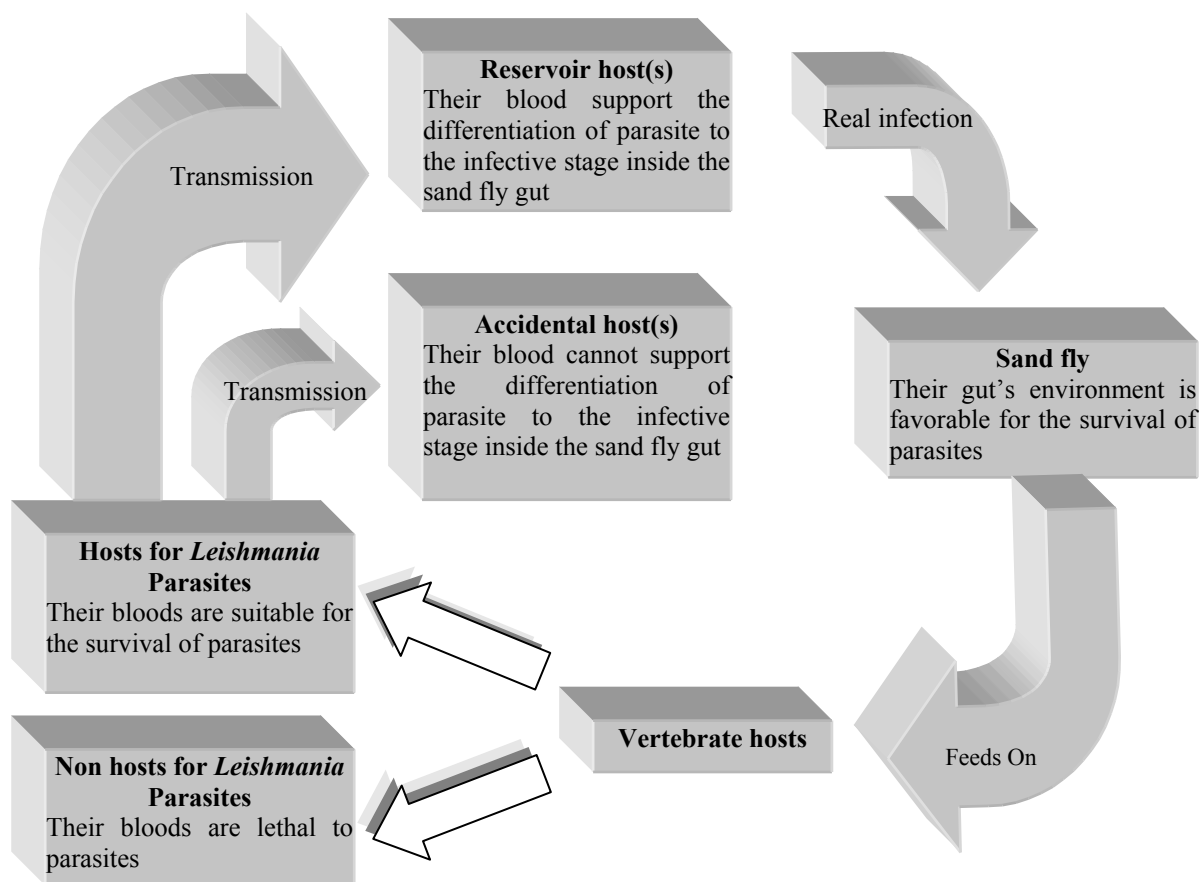 Reservoir host(s)
Their blood support the
differentiation of parasite to
the infective stage inside the
sand fly gut
Real infection
Transmission
Accidental host(s)
Their blood cannot support
the differentiation of
parasite to the infective
stage inside the sand fly gut
Transmission
Sand fly
Their gut’s environment is
favorable for the survival of
parasites
Hosts for Leishmania
Parasites
Their bloods are suitable for
the survival of parasites
Vertebrate hosts
Feeds On
Non hosts for Leishmania
Parasites
Their bloods are lethal to
parasites